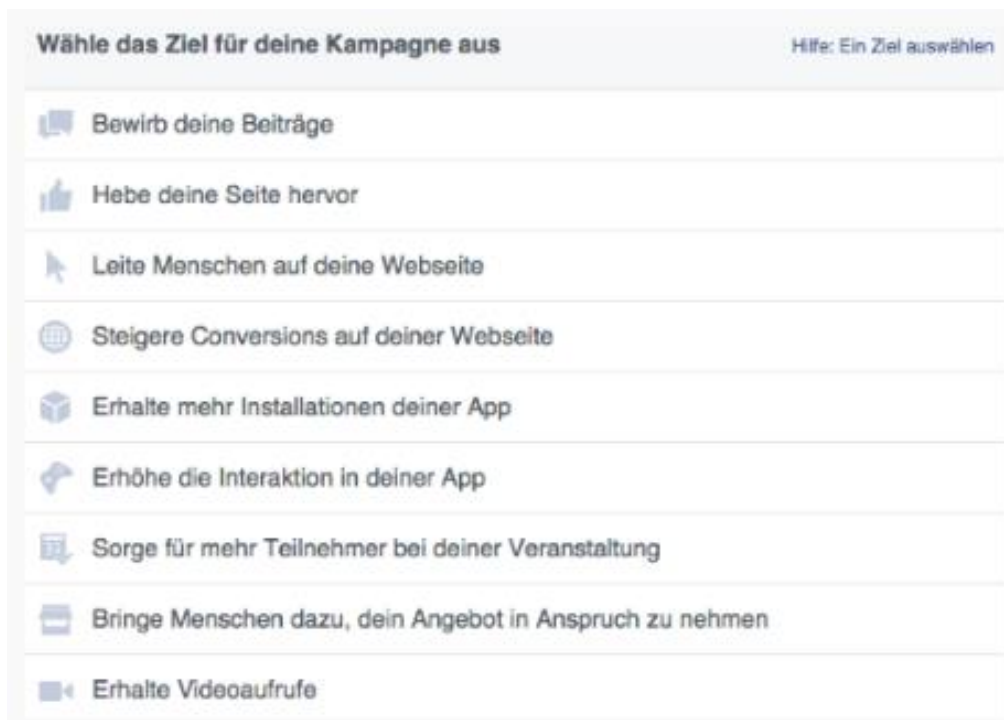 Wähle das Ziel für deine Kampagne aus
Hilfe: Ein Ziel auswählen
Bewirb deine Beiträge
Hebe deine Seite hervor
Leite Menschen auf deine Webseite
Steigere Conversions auf deiner Webseite
Erhalte mehr Installationen deiner App
Erhöhe die Interaktion in deiner App
Sorge für mehr Teilnehmer bei deiner Veranstaltung
Bringe Menschen dazu, dein Angebot in Anspruch zu nehmen
Erhalte Videoaufrufe